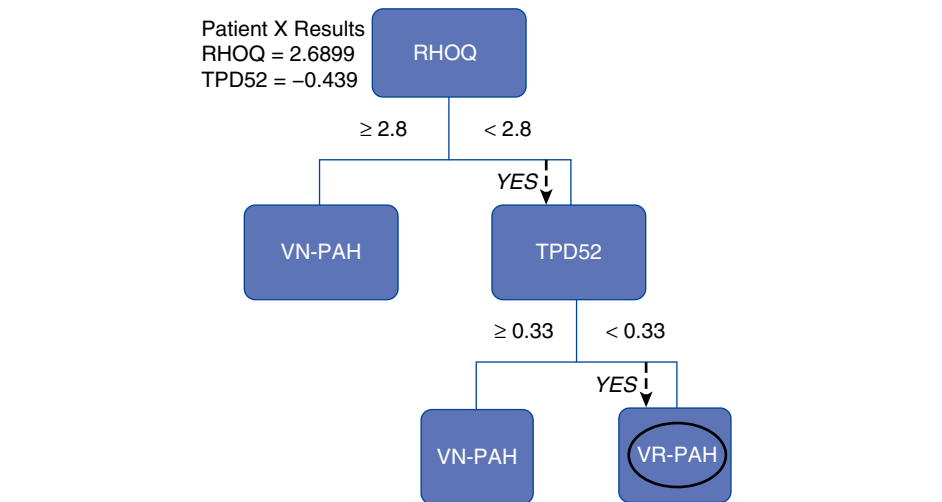 Patient X Results
RHOQ = 2.6899
TPD52 = −0.439
RHOQ
≥ 2.8
< 2.8
YES
VN-PAH
TPD52
≥ 0.33
< 0.33
YES
VN-PAH
VR-PAH